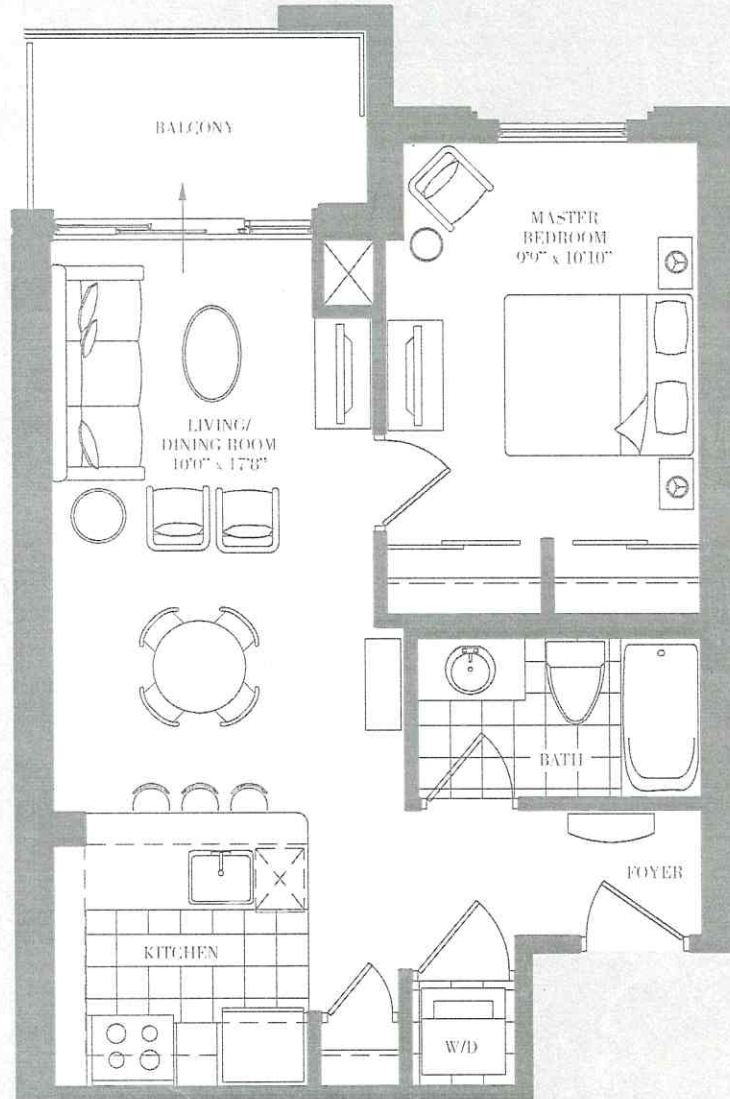 BALCONY
MASTER
BEDROOM
9'9" x 10'10"
LIVING/
DINING ROOM
10'0" x 17'8"
BATH
FOYER
KITCHEN
W/D